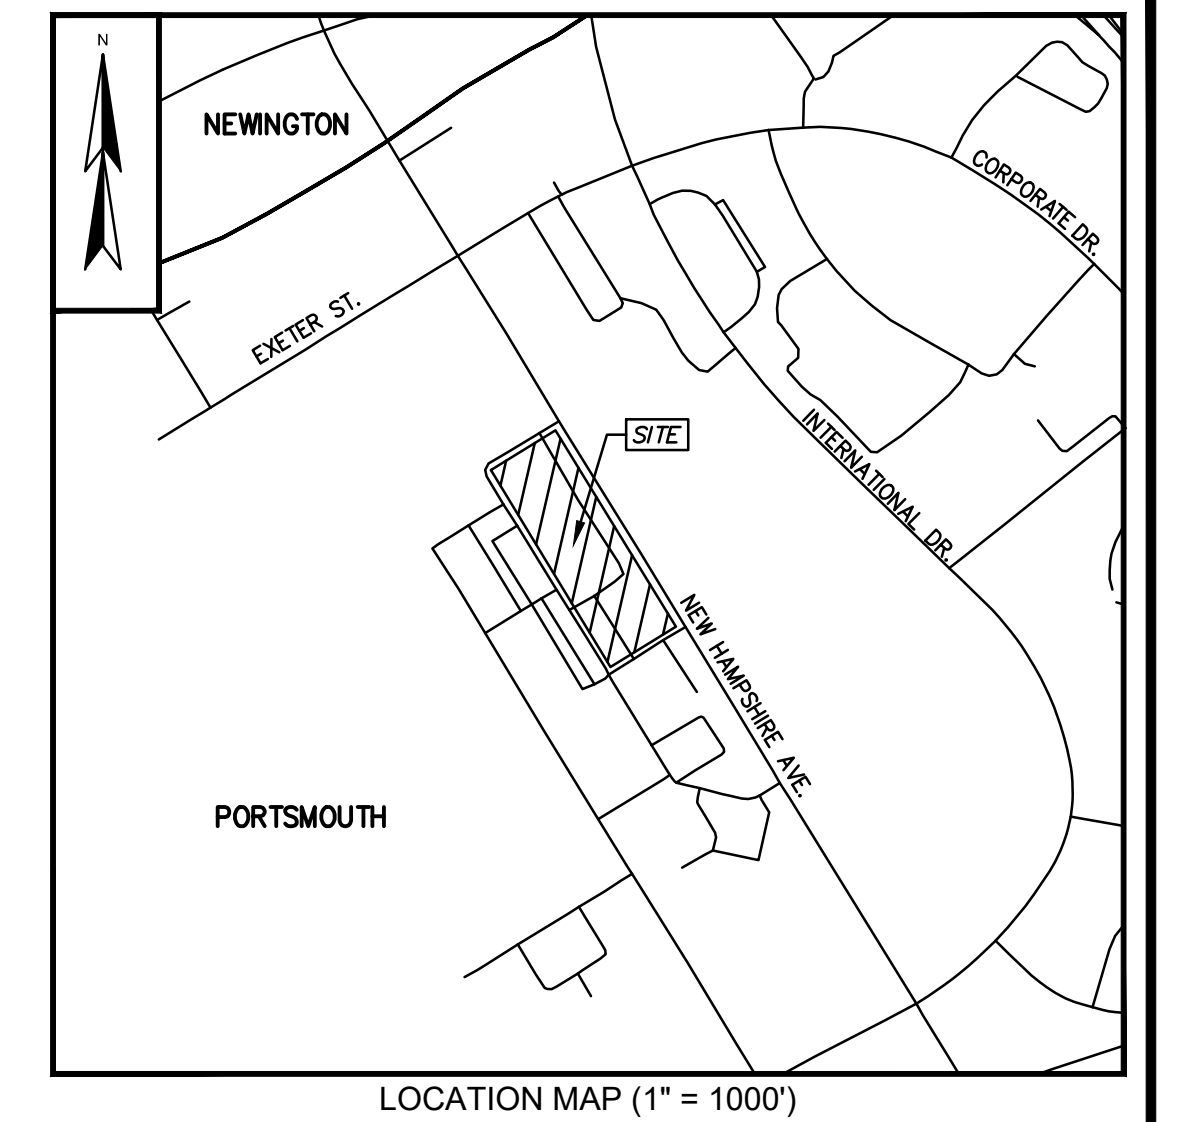 N
NEWINGTON
CORPORATE DR.
EXETER ST.
SITE
INTERNATIONAL DR.
NEW HAMPSHIRE AVE.
PORTSMOUTH
LOCATION MAP (1" = 1000')